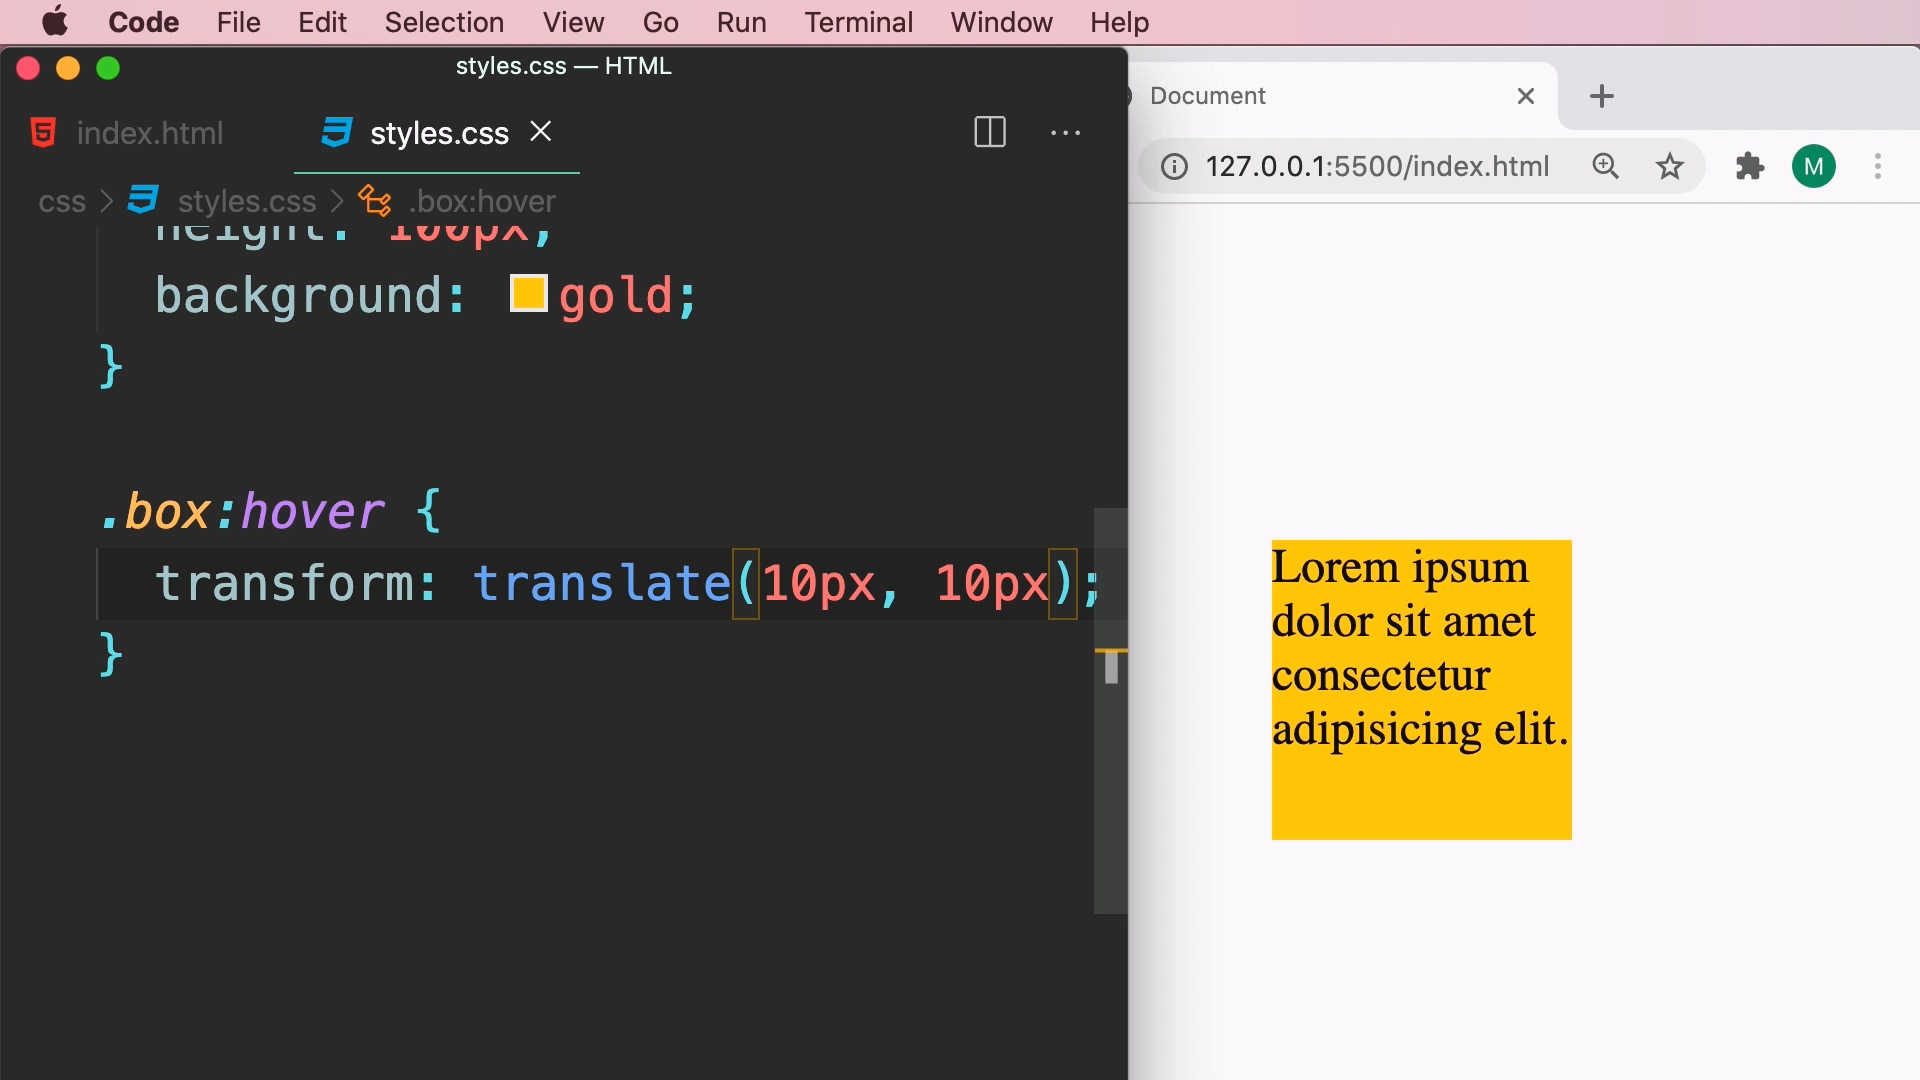 Code File Edit Selection View Go Run Terminal Window Help
styles.css — HTML
index.html styles.css
css > styles.css > .box:hover
height: 100px;
background: gold;
}
.box:hover {
transform: translate(10px, 10px);
}
Document
127.0.0.1:5500/index.html M
Lorem ipsum
dolor sit amet
consectetur
adipisicing elit.